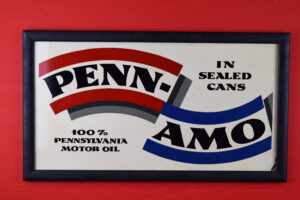 PENN-
AMO
IN
SEALED
CANS
100%
PENNSYLVANIA
MOTOR OIL